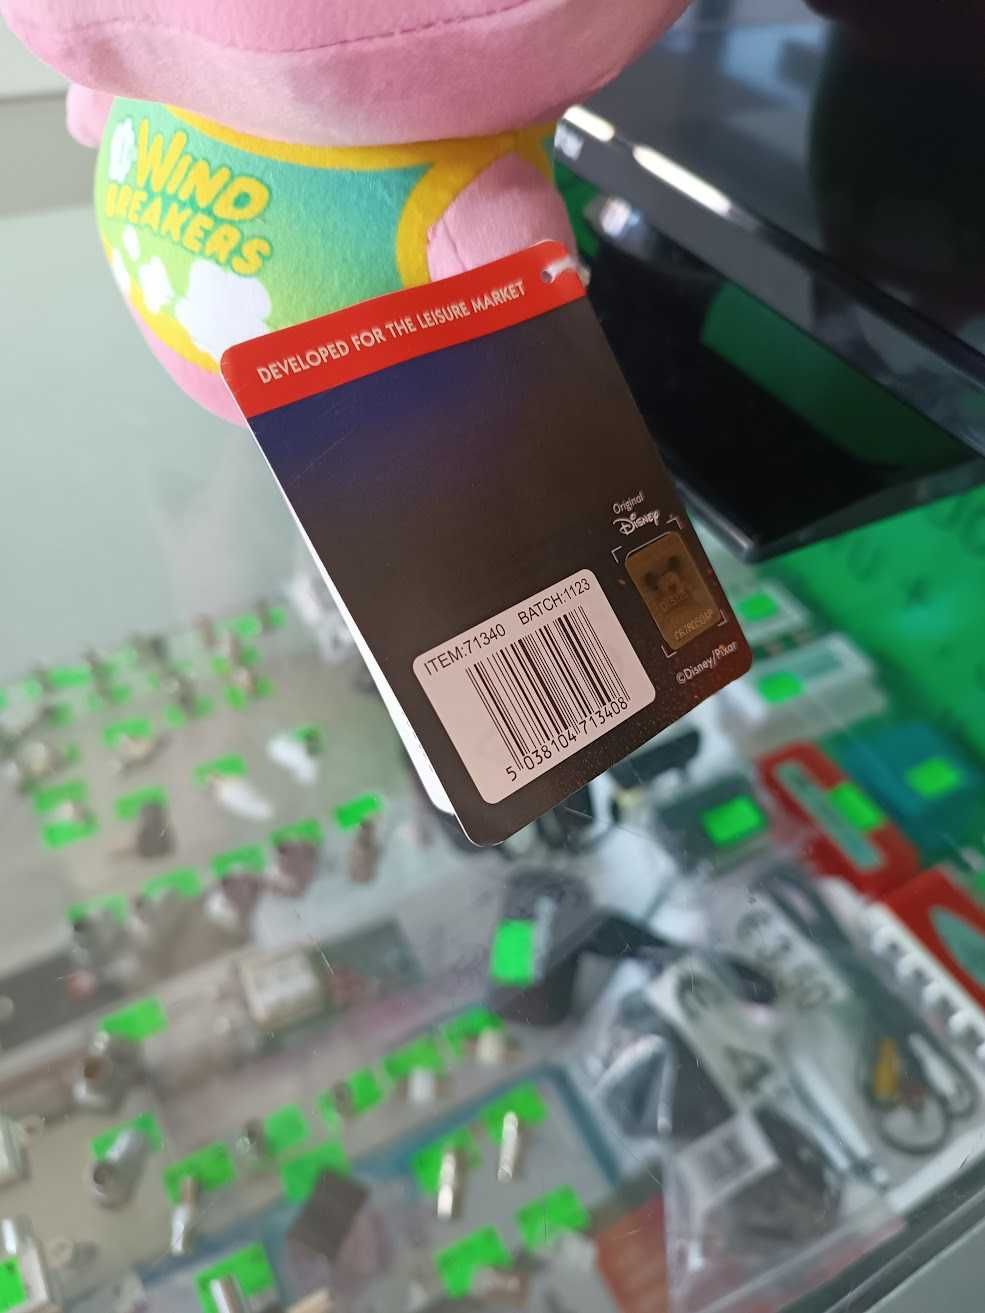 WIND
BREAKERS
DEVELOPED FOR THE LEISURE MARKET
Original
Disney
©Disney/Pixar
ITEM:71340 BATCH:1123
5 038104 713408